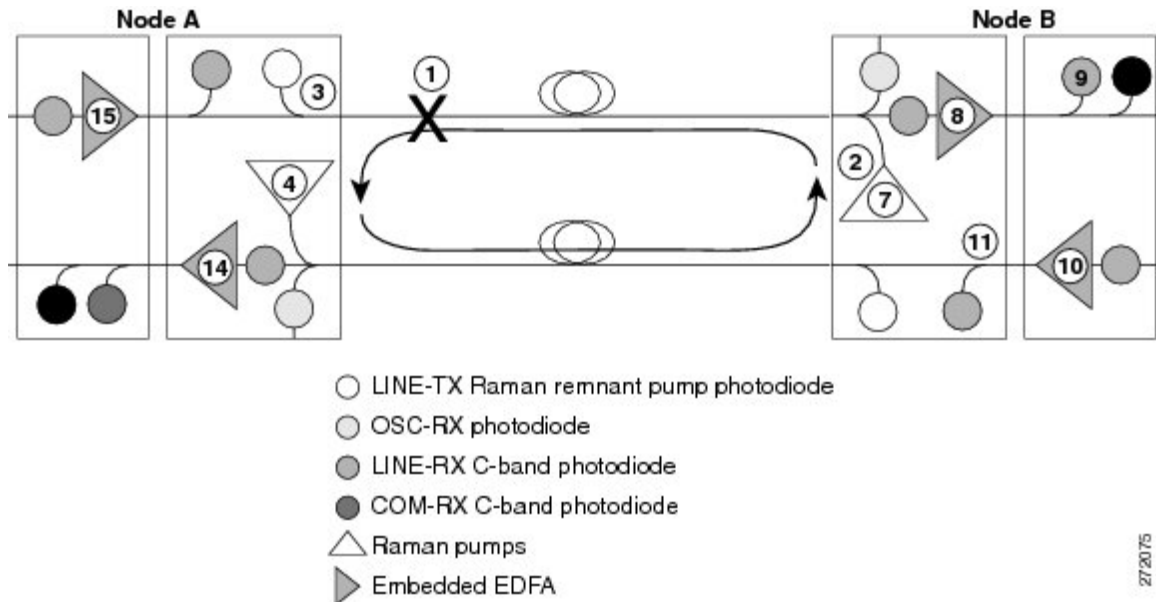 Node A
Node B
1
3
15
9
8
2
4
7
11
14
10
LINE-TX Raman remnant pump photodiode
OSC-RX photodiode
LINE-RX C-band photodiode
COM-RX C-band photodiode
Raman pumps
Embedded EDFA
272075